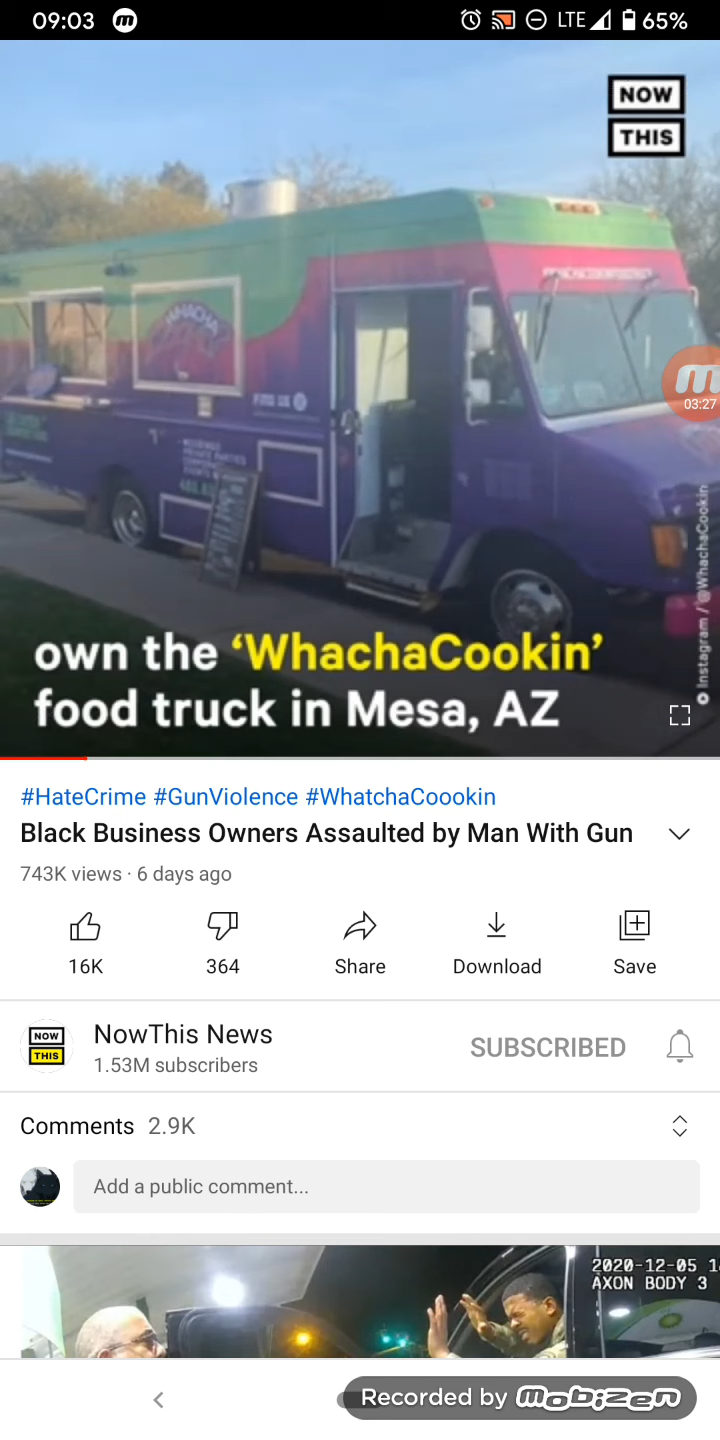 09:03
LTE 65%
NOW
THIS
03:27
FIND US
Instagram / @WhachaCookin
own the ‘WhachaCookin’
food truck in Mesa, AZ
#HateCrime #GunViolence #WhatchaCoookin
Black Business Owners Assaulted by Man With Gun
743K views · 6 days ago
16K 364 Share Download Save
NOW
THIS
NowThis News
1.53M subscribers
SUBSCRIBED
Comments 2.9K
Add a public comment...
2020-12-05
AXON BODY 3
Recorded by mobizen